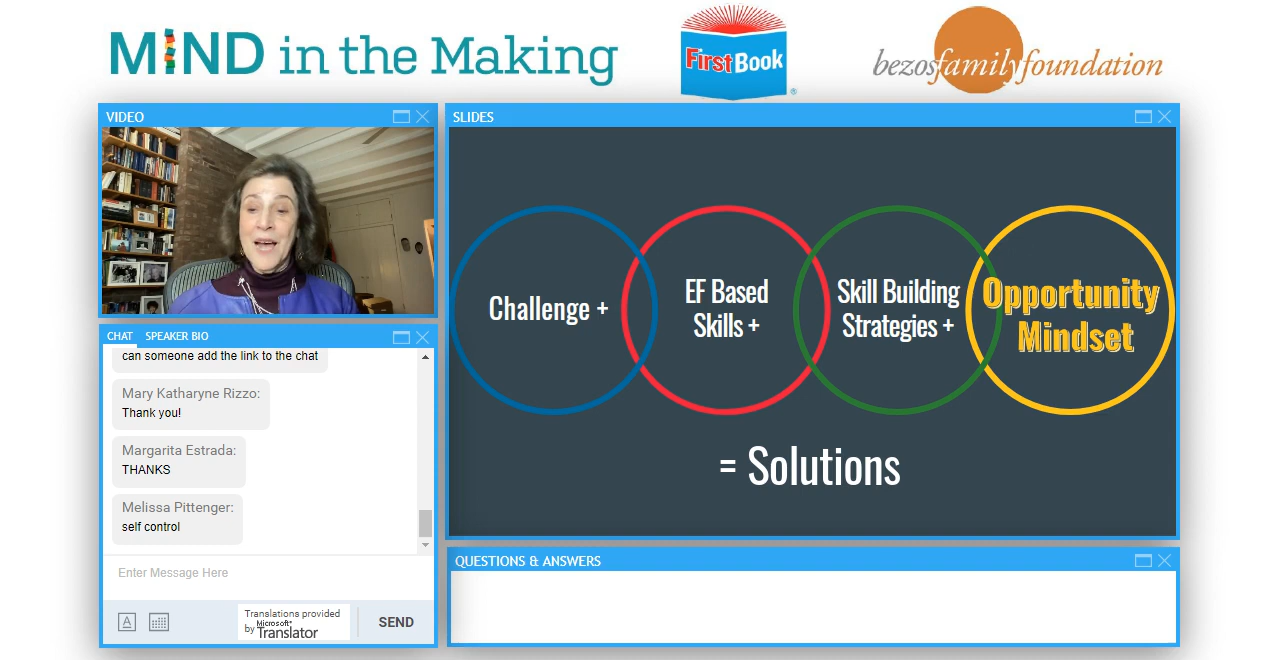 MIND in the Making
First Book
®
bezosfamilyfoundation
VIDEO
SLIDES
Challenge +
EF Based
Skills +
Skill Building
Strategies +
Opportunity
Mindset
= Solutions
CHAT SPEAKER BIO
can someone add the link to the chat
Mary Katharyne Rizzo:
Thank you!
Margarita Estrada:
THANKS
Melissa Pittenger:
self control
Enter Message Here
A
Translations provided
by Microsoft® Translator
SEND
QUESTIONS & ANSWERS